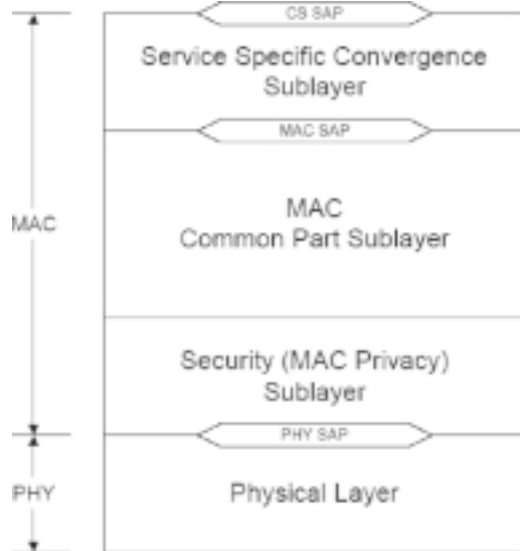 CS SAP
Service Specific Convergence
Sublayer
MAC SAP
MAC
MAC
Common Part Sublayer
Security (MAC Privacy)
Sublayer
PHY SAP
PHY
Physical Layer